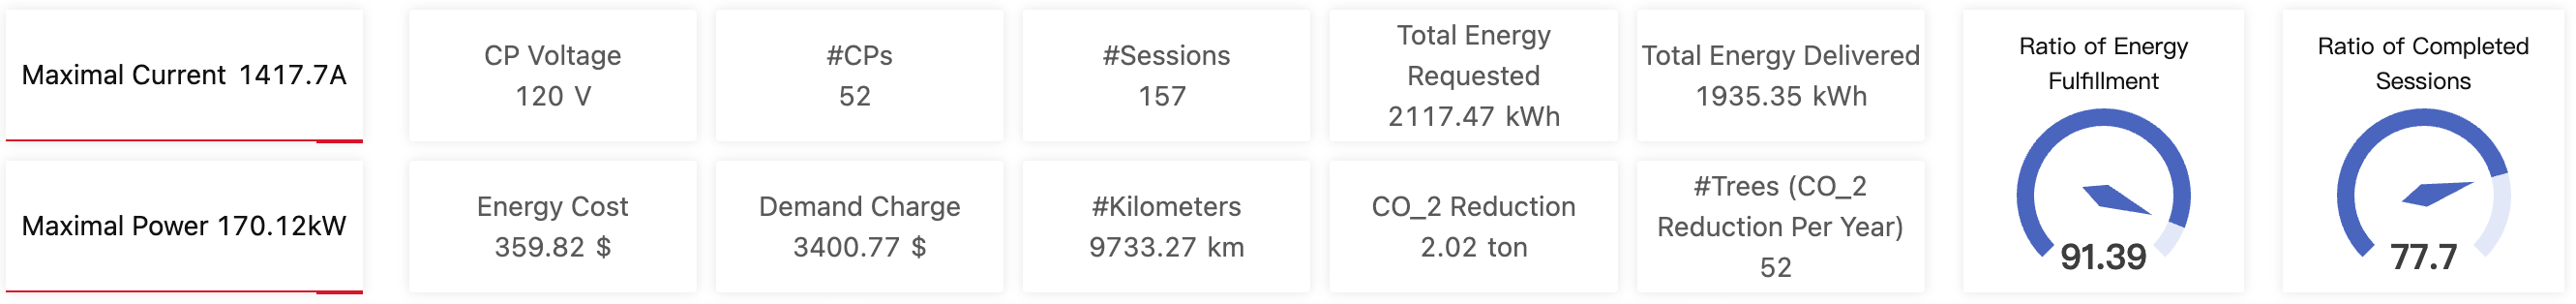 Maximal Current 1417.7A
CP Voltage
120 V
#CPs
52
#Sessions
157
Total Energy
Requested
2117.47 kWh
Total Energy Delivered
1935.35 kWh
Ratio of Energy
Fulfillment
91.39
Ratio of Completed
Sessions
77.7
Maximal Power 170.12kW
Energy Cost
359.82 $
Demand Charge
3400.77 $
#Kilometers
9733.27 km
CO_2 Reduction
2.02 ton
#Trees (CO_2
Reduction Per Year)
52